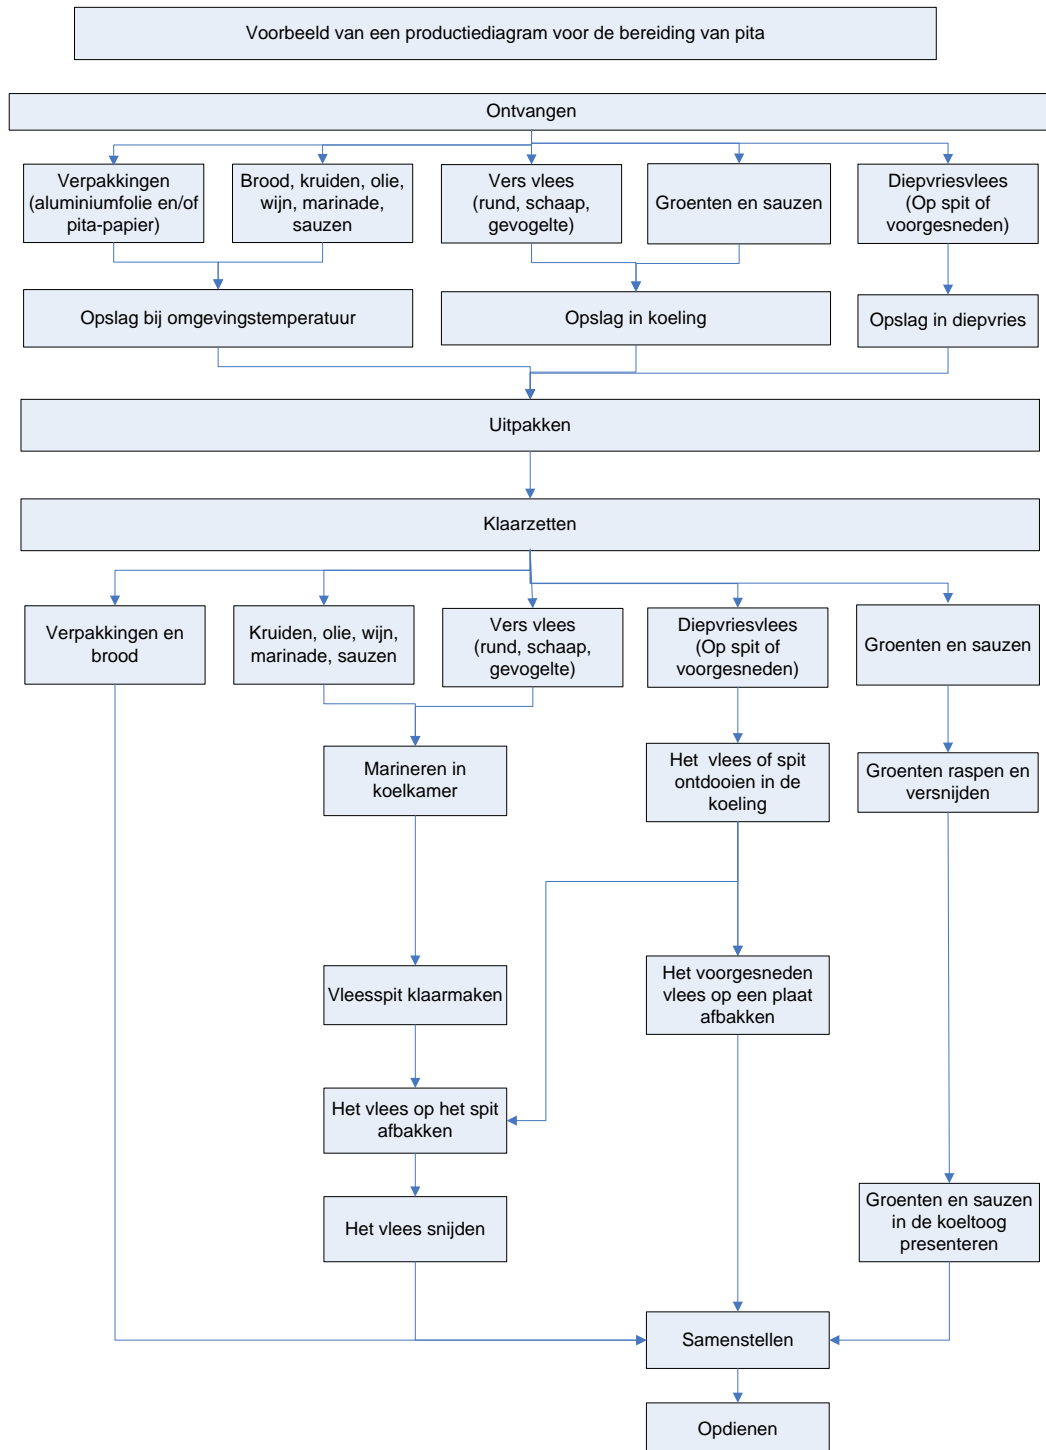 Voorbeeld van een productiediagram voor de bereiding van pita
Ontvangen
Verpakkingen
(aluminiumfolie en/of
pita-papier)
Brood, kruiden, olie,
wijn, marinade,
sauzen
Vers vlees
(rund, schaap,
gevogelte)
Groenten en sauzen
Diepvriesvlees
(Op spit of
voorgesneden)
Opslag bij omgevingstemperatuur
Opslag in koeling
Opslag in diepvries
Uitpakken
Klaarzetten
Verpakkingen en
brood
Kruiden, olie, wijn,
marinade, sauzen
Vers vlees
(rund, schaap,
gevogelte)
Diepvriesvlees
(Op spit of
voorgesneden)
Groenten en sauzen
Marineren in
koelkamer
Het  vlees of spit
ontdooien in de
koeling
Groenten raspen en
versnijden
Vleesspit klaarmaken
Het voorgesneden
vlees op een plaat
afbakken
Het vlees op het spit
afbakken
Het vlees snijden
Groenten en sauzen
in de koeltoog
presenteren
Samenstellen
Opdienen